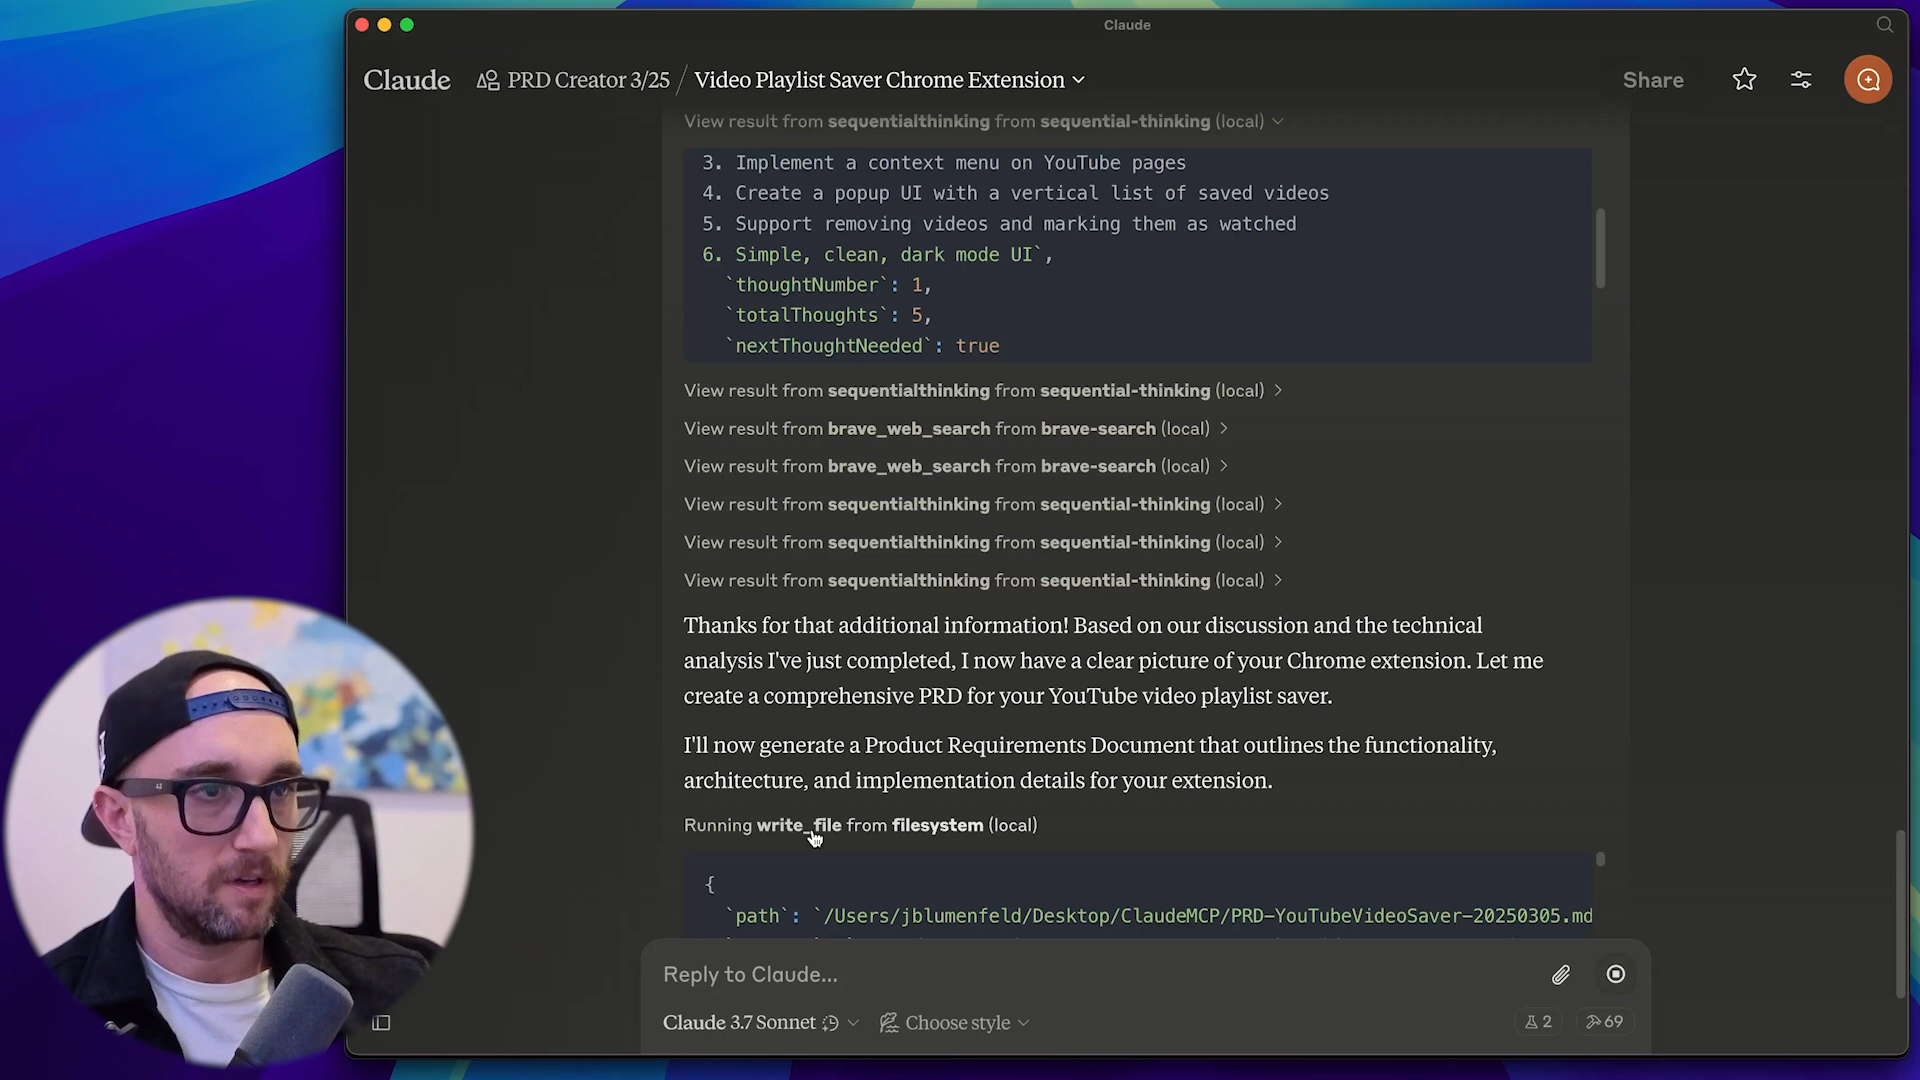 Claude
Claude PRD Creator 3/25 / Video Playlist Saver Chrome Extension Share
View result from sequentialthinking from sequential-thinking (local)
3. Implement a context menu on YouTube pages
4. Create a popup UI with a vertical list of saved videos
5. Support removing videos and marking them as watched
6. Simple, clean, dark mode UI`,
`thoughtNumber`: 1,
`totalThoughts`: 5,
`nextThoughtNeeded`: true
View result from sequentialthinking from sequential-thinking (local)
View result from brave_web_search from brave-search (local)
View result from brave_web_search from brave-search (local)
View result from sequentialthinking from sequential-thinking (local)
View result from sequentialthinking from sequential-thinking (local)
View result from sequentialthinking from sequential-thinking (local)
Thanks for that additional information! Based on our discussion and the technical
analysis I've just completed, I now have a clear picture of your Chrome extension. Let me
create a comprehensive PRD for your YouTube video playlist saver.
I'll now generate a Product Requirements Document that outlines the functionality,
architecture, and implementation details for your extension.
Running write_file from filesystem (local)
{
`path`: `/Users/jblumenfeld/Desktop/ClaudeMCP/PRD-YouTubeVideoSaver-20250305.md
Reply to Claude...
Claude 3.7 Sonnet Choose style 2 69